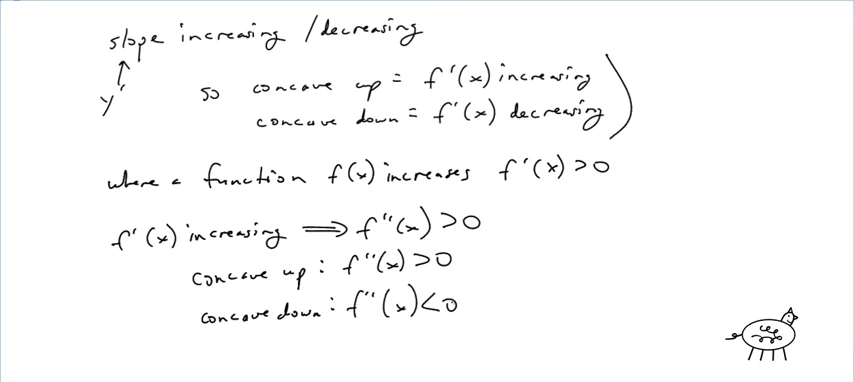 slope increasing / decreasing
y'
so concave up = f'(x) increasing
concave down = f'(x) decreasing )
where a function f(x) increases f'(x) > 0
f'(x) increasing ⟹ f''(x) > 0
concave up : f''(x) > 0
concave down : f''(x) < 0